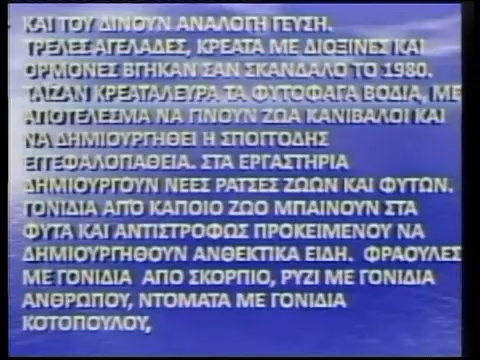 ΚΑΙ ΤΟΥ ΔΙΝΟΥΝ ΑΝΑΛΟΓΗ ΓΕΥΣΗ.
ΤΡΕΛΕΣ ΑΓΕΛΑΔΕΣ, ΚΡΕΑΤΑ ΜΕ ΔΙΟΞΙΝΕΣ ΚΑΙ
ΟΡΜΟΝΕΣ ΒΓΗΚΑΝ ΣΑΝ ΣΚΑΝΔΑΛΟ ΤΟ 1980.
ΤΑΪΖΑΝ ΚΡΕΑΤΑΛΕΥΡΑ ΤΑ ΦΥΤΟΦΑΓΑ ΒΟΔΙΑ, ΜΕ
ΑΠΟΤΕΛΕΣΜΑ ΝΑ ΓΙΝΟΥΝ ΖΩΑ ΚΑΝΙΒΑΛΟΙ ΚΑΙ
ΝΑ ΔΗΜΙΟΥΡΓΗΘΕΙ Η ΣΠΟΓΓΟΔΗΣ
ΕΓΓΕΦΑΛΟΠΑΘΕΙΑ. ΣΤΑ ΕΡΓΑΣΤΗΡΙΑ
ΔΗΜΙΟΥΡΓΟΥΝ ΝΕΕΣ ΡΑΤΣΕΣ ΖΩΩΝ ΚΑΙ ΦΥΤΩΝ.
ΓΟΝΙΔΙΑ ΑΠΟ ΚΑΠΟΙΟ ΖΩΟ ΜΠΑΙΝΟΥΝ ΣΤΑ
ΦΥΤΑ ΚΑΙ ΑΝΤΙΣΤΡΟΦΩΣ ΠΡΟΚΕΙΜΕΝΟΥ ΝΑ
ΔΗΜΙΟΥΡΓΗΘΟΥΝ ΑΝΘΕΚΤΙΚΑ ΕΙΔΗ. ΦΡΑΟΥΛΕΣ
ΜΕ ΓΟΝΙΔΙΑ ΑΠΟ ΣΚΟΡΠΙΟ, ΡΥΖΙ ΜΕ ΓΟΝΙΔΙΑ
ΑΝΘΡΩΠΟΥ, ΝΤΟΜΑΤΑ ΜΕ ΓΟΝΙΔΙΑ
ΚΟΤΟΠΟΥΛΟΥ,